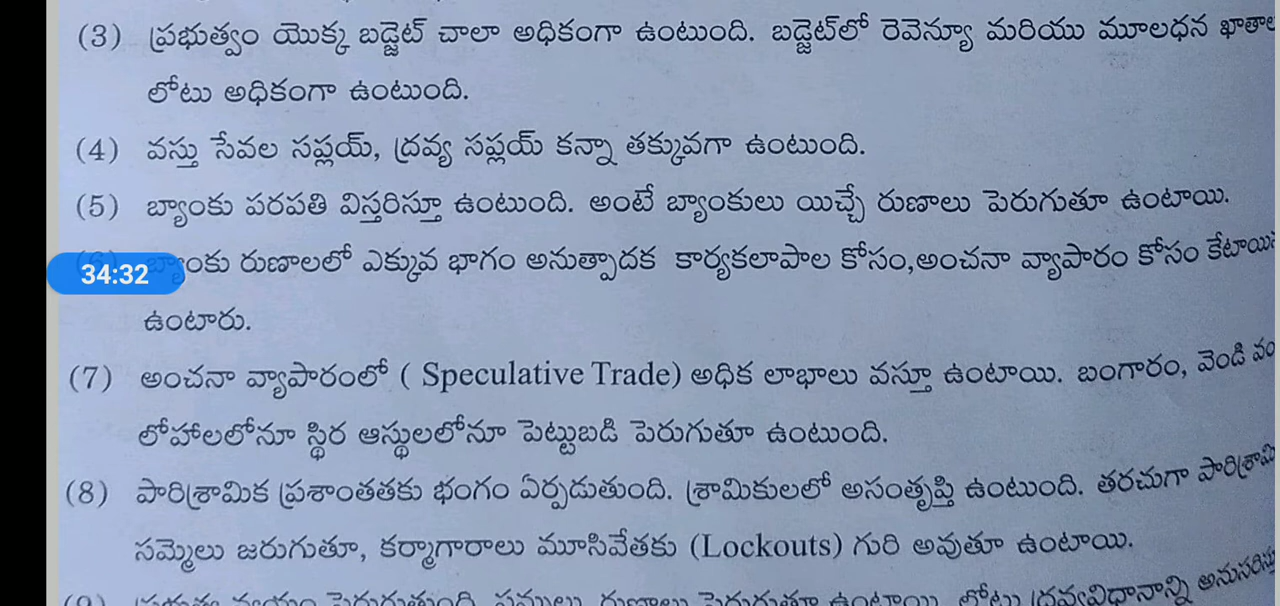 (3) ప్రభుత్వం యొక్క బడ్జెట్ చాలా అధికంగా ఉంటుంది. బడ్జెట్‌లో రెవెన్యూ మరియు మూలధన ఖాతాల
లోటు అధికంగా ఉంటుంది.
(4) వస్తు సేవల సప్లయ్, ద్రవ్య సప్లయ్ కన్నా తక్కువగా ఉంటుంది.
(5) బ్యాంకు పరపతి విస్తరిస్తూ ఉంటుంది. అంటే బ్యాంకులు యిచ్చే రుణాలు పెరుగుతూ ఉంటాయి.
34:32 బ్యాంకు రుణాలలో ఎక్కువ భాగం అనుత్పాదక కార్యకలాపాల కోసం,అంచనా వ్యాపారం కోసం
ఉంటారు.
(7) అంచనా వ్యాపారంలో ( Speculative Trade) అధిక లాభాలు వస్తూ ఉంటాయి. బంగారం, వెండి
లోహాలలోనూ స్థిర ఆస్థులలోనూ పెట్టుబడి పెరుగుతూ ఉంటుంది.
(8) పారిశ్రామిక ప్రశాంతతకు భంగం ఏర్పడుతుంది. శ్రామికులలో అసంతృప్తి ఉంటుంది. తరచుగా
సమ్మెలు జరుగుతూ, కర్మాగారాలు మూసివేతకు (Lockouts) గురి అవుతూ ఉంటాయి.
పెరుగుతుంది రుణాలు పెరుగుతూ ఉంటాయి లోటు ద్రవ్యవిధానాన్ని